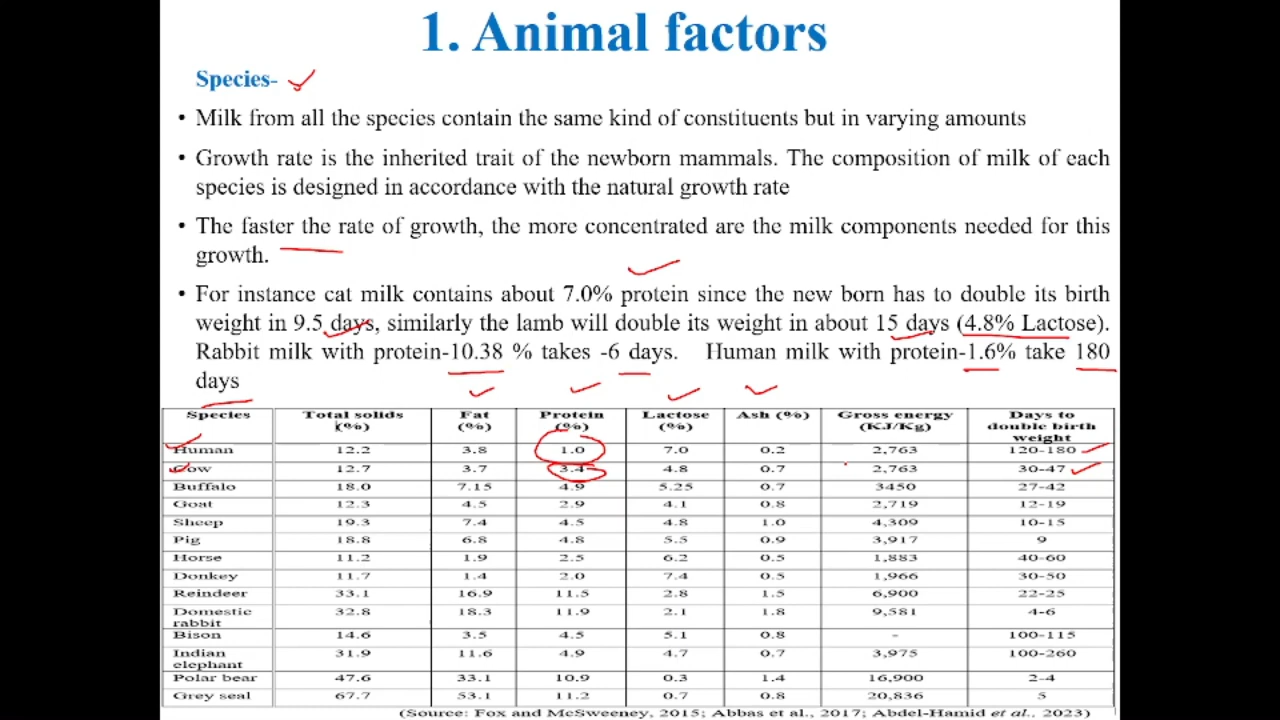 1. Animal factors
Species-
• Milk from all the species contain the same kind of constituents but in varying amounts
• Growth rate is the inherited trait of the newborn mammals. The composition of milk of each
species is designed in accordance with the natural growth rate
• The faster the rate of growth, the more concentrated are the milk components needed for this
growth.
• For instance cat milk contains about 7.0% protein since the new born has to double its birth
weight in 9.5 days, similarly the lamb will double its weight in about 15 days (4.8% Lactose).
Rabbit milk with protein-10.38 % takes -6 days. Human milk with protein-1.6% take 180
days
Species Total solids (%) Fat (%) Protein (%) Lactose (%) Ash (%) Gross energy (KJ/Kg) Days to double birth weight
Human 12.2 3.8 1.0 7.0 0.2 2,763 120-180
Cow 12.7 3.7 3.4 4.8 0.7 2,763 30-47
Buffalo 18.0 7.15 4.9 5.25 0.7 3450 27-42
Goat 12.3 4.5 2.9 4.1 0.8 2,719 12-19
Sheep 19.3 7.4 4.5 4.8 1.0 4,309 10-15
Pig 18.8 6.8 4.8 5.5 0.9 3,917 9
Horse 11.2 1.9 2.5 6.2 0.5 1,883 40-60
Donkey 11.7 1.4 2.0 7.4 0.5 1,966 30-50
Reindeer 33.1 16.9 11.5 2.8 1.5 6,900 22-25
Domestic rabbit 32.8 18.3 11.9 2.1 1.8 9,581 4-6
Bison 14.6 3.5 4.5 5.1 0.8 - 100-115
Indian elephant 31.9 11.6 4.9 4.7 0.7 3,975 100-260
Polar bear 47.6 33.1 10.9 0.3 1.4 16,900 2-4
Grey seal 67.7 53.1 11.2 0.7 0.8 20,836 5
(Source: Fox and McSweeney, 2015; Abbas et al., 2017; Abdel-Hamid et al., 2023)